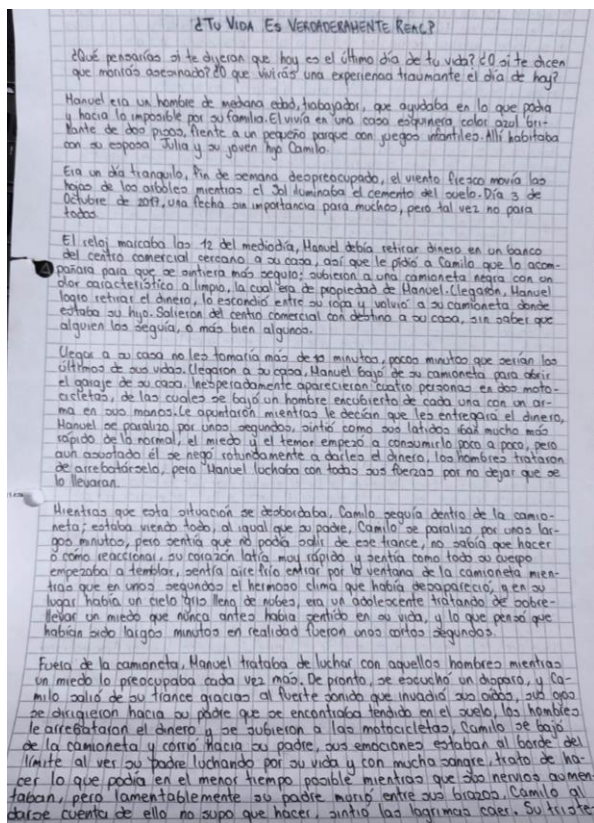 ¿TU VIDA ES VERDADERAMENTE REAL?
¿Qué pensarías si te dijeran que hoy es el último día de tu vida? ¿O si te dicen
que morirás asesinado? ¿O que vivirás una experiencia traumante el día de hoy?
Manuel era un hombre de mediana edad, trabajador, que ayudaba en lo que podía
y hacía lo imposible por su familia. El vivía en una casa esquinera, color azul bri-
llante de dos pisos, frente a un pequeño parque con juegos infantiles. Allí habitaba
con su esposa Julia y su joven hijo Camilo.
Era un día tranquilo, fin de semana despreocupado, el viento fresco movía las
hojas de los arboles mientras el Sol iluminaba el cemento del suelo. Día 3 de
Octubre de 2017, una fecha sin importancia para muchos, pero tal vez no para
todos.
El reloj marcaba las 12 del mediodía, Manuel debía retirar dinero en un banco
del centro comercial cercano a su casa, así que le pidió a Camilo que lo acom-
pañara para que se sintiera más seguro; subieron a una camioneta negra con un
olor característico a limpio, la cual era de propiedad de Manuel. Llegarón, Manuel
logro retirar el dinero, lo escondió entre su ropa y volvió a su camioneta donde
estaba su hijo. Salieron del centro comercial con destino a su casa, sin saber que
alguien los seguía, o más bien algunos.
Llegar a su casa no les tomaría más de 10 minutos, pocos minutos que serían los
últimos de sus vidas. Llegaron a su casa, Manuel bajó de su camioneta para abrir
el garaje de su casa. Inesperadamente aparecieron cuatro personas en dos moto-
cicletas, de las cuales se bajó un hombre encubierto de cada una con un ar-
ma en sus manos. Le apuntarón mientras le decían que les entregará el dinero,
Manuel se paralizo por unos segundos, sintió como sus latidos iban mucho más
rápido de lo normal, el miedo y el temor empezó a consumirlo poco a poco, pero
aun asustado él se negó rotundamente a darles el dinero, los hombres trataron
de arrebatárselo, pero Manuel luchaba con todas sus fuerzas por no dejar que se
lo llevaran.
Mientras que esta situación se desbordaba, Camilo seguía dentro de la camio-
neta; estaba viendo todo, al igual que su padre, Camilo se paralizo por unos lar-
gos minutos, pero sentía que no podía salir de ese trance, no sabía que hacer
o como reaccionar, su corazón latía muy rápido y sentía como todo su cuerpo
empezaba a temblar, sentía aire frío entrar por la ventana de la camioneta mien-
tras que en unos segundos el hermoso clima que había desapareció, y en su
lugar había un cielo gris lleno de nubes, era un adolescente tratando de sobre-
llevar un miedo que nunca antes había sentido en su vida, y lo que pensó que
habían sido largos minutos en realidad fueron unos cortos segundos.
Fuera de la camioneta, Manuel trataba de luchar con aquellos hombres mientras
un miedo lo preocupaba cada vez más. De pronto, se escuchó un disparo, y Ca-
milo salió de su trance gracias al fuerte sonido que invadió sus oidos, sus ojos
se dirigieron hacia su padre que se encontraba tendido en el suelo, los hombres
le arrebataron el dinero y se subieron a las motocicletas, Camilo se bajó
de la camioneta y corrió hacia su padre, sus emociones estaban al borde del
límite al ver su padre luchando por su vida y con mucha sangre, trato de ha-
cer lo que podía en el menor tiempo posible mientras que sus nervios aumen-
taban, pero lamentablemente su padre murió entre sus brazos. Camilo al
darse cuenta de ello no supo que hacer, sintió las lagrimas caer. Su triste